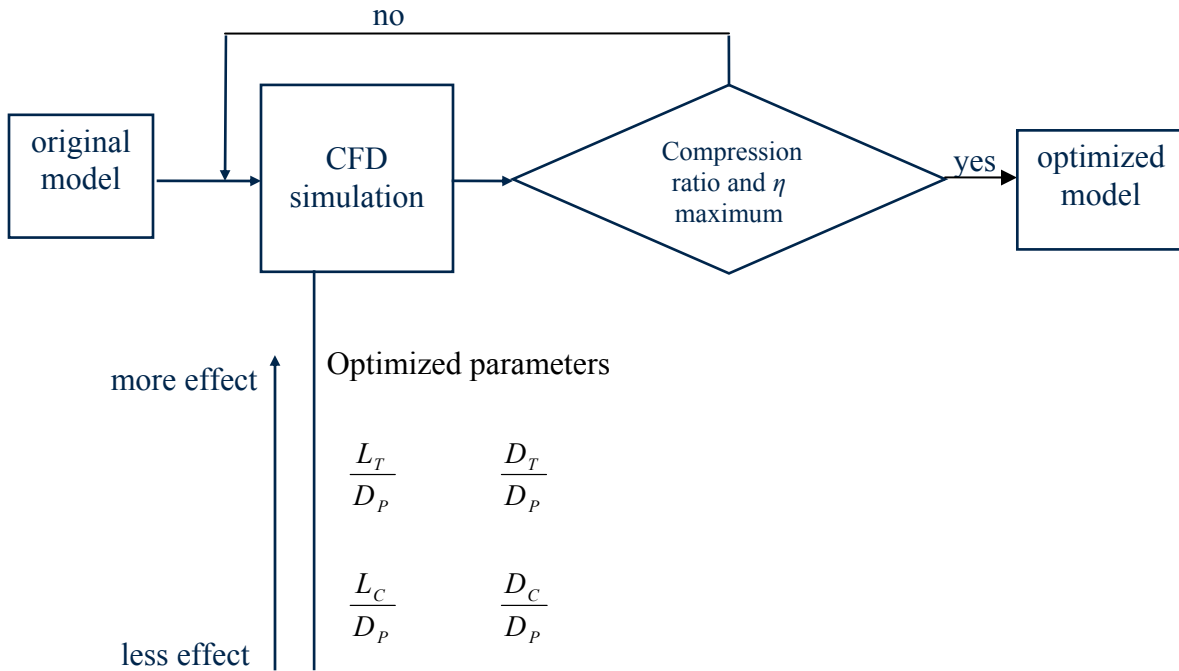 no
original
model
CFD
simulation
Compression
ratio and η
maximum
yes
optimized
model
Optimized parameters
more effect
L_T
D_P
D_T
D_P
L_C
D_P
D_C
D_P
less effect